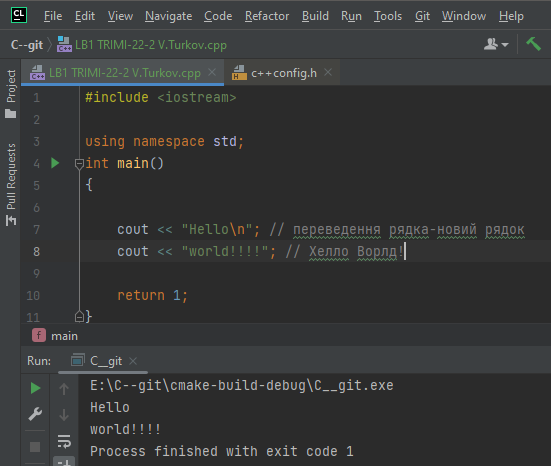 CL File Edit View Navigate Code Refactor Build Run Tools Git Window Help
C--git LB1 TRIMI-22-2 V.Turkov.cpp
LB1 TRIMI-22-2 V.Turkov.cpp c++config.h
Project
Pull Requests
1 #include <iostream>
2
3 using namespace std;
4 int main()
5 {
6
7 cout << "Hello\n"; // переведення рядка-новий рядок
8 cout << "world!!!!"; // Хелло Ворлд!
9
10 return 1;
11 }
f main
Run: C__git
E:\C--git\cmake-build-debug\C__git.exe
Hello
world!!!!
Process finished with exit code 1